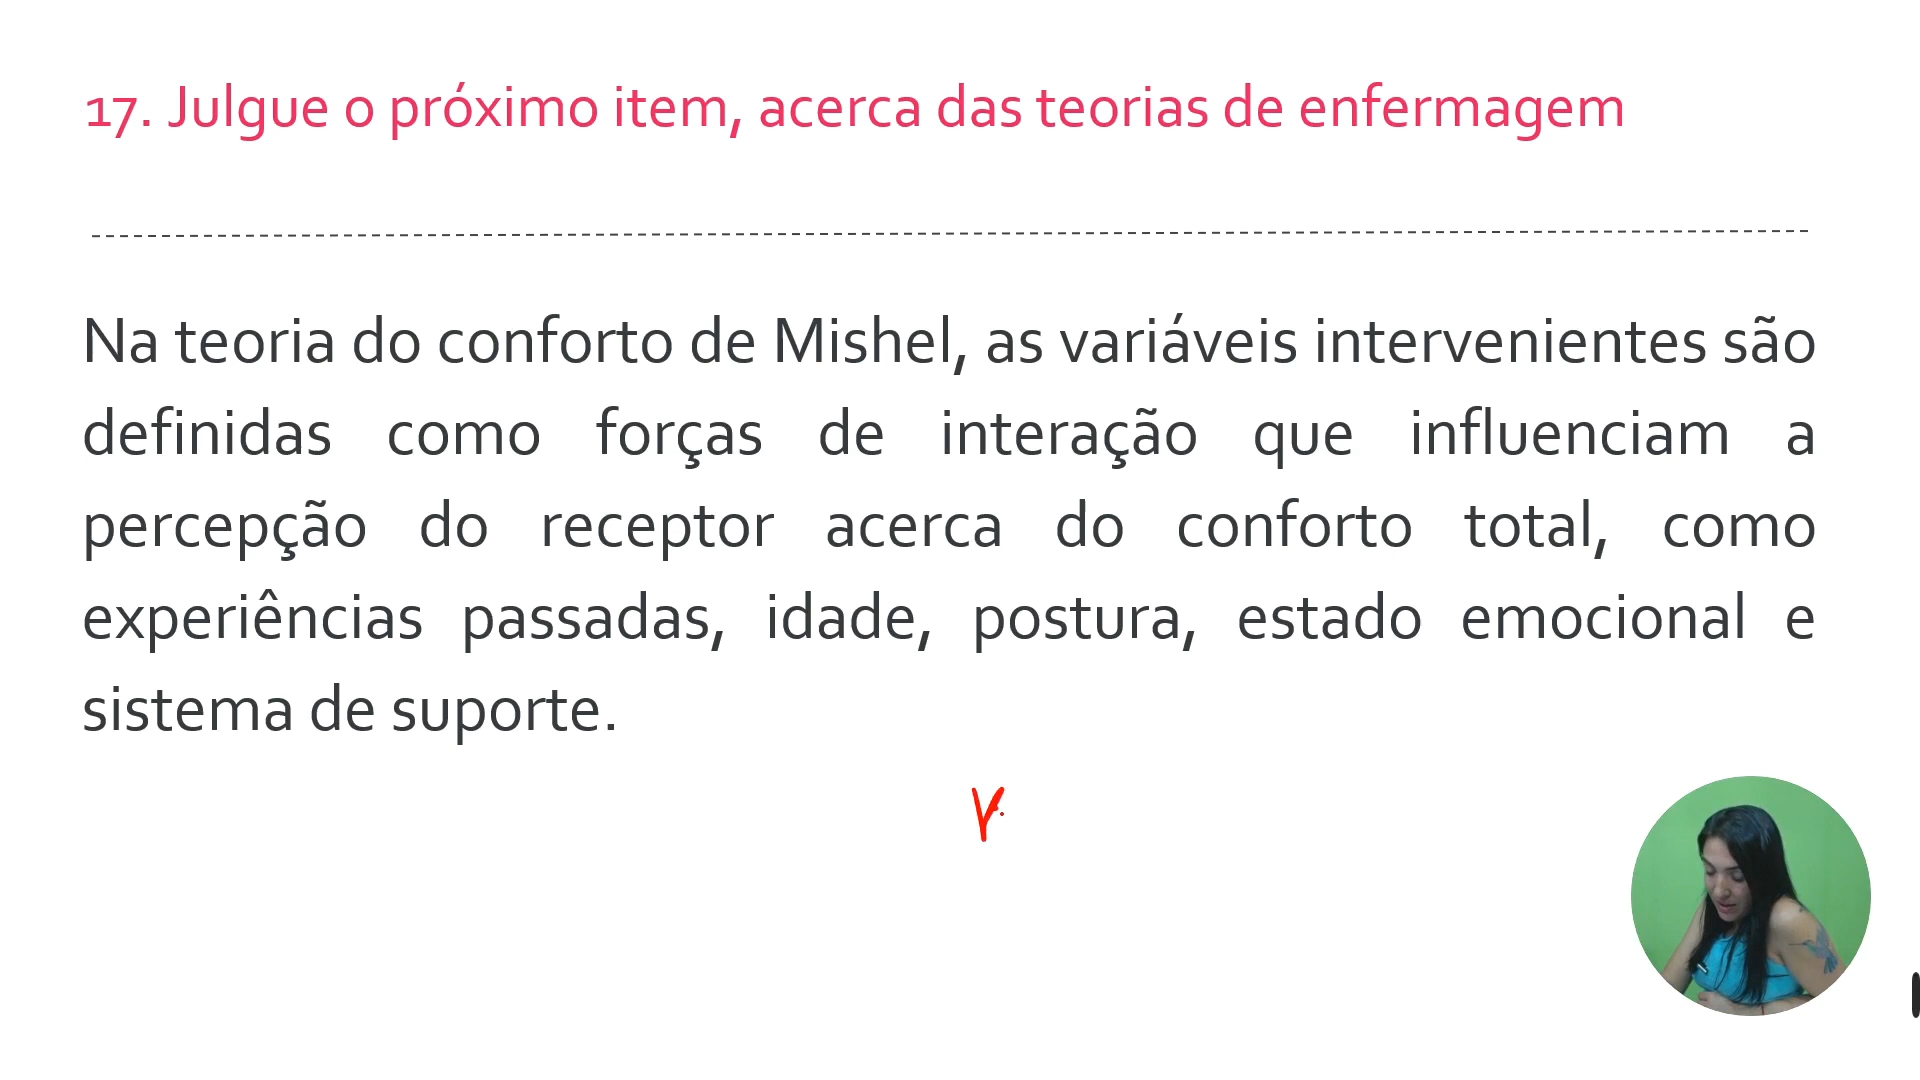 17. Julgue o próximo item, acerca das teorias de enfermagem
Na teoria do conforto de Mishel, as variáveis intervenientes são
definidas como forças de interação que influenciam a
percepção do receptor acerca do conforto total, como
experiências passadas, idade, postura, estado emocional e
sistema de suporte.